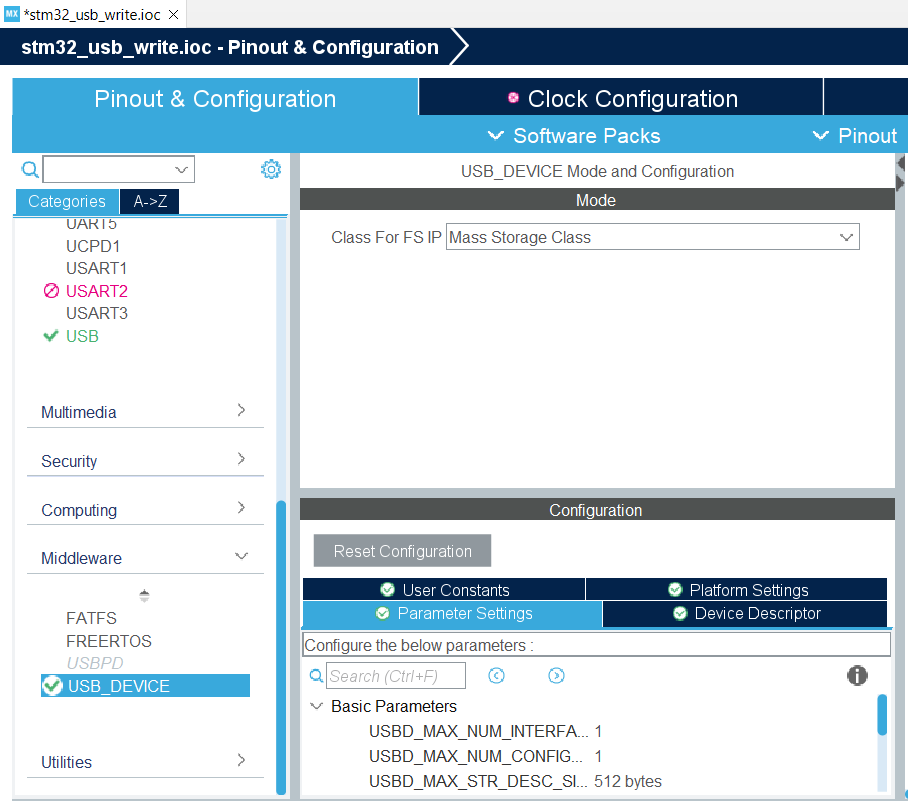 MX *stm32_usb_write.ioc
stm32_usb_write.ioc - Pinout & Configuration
Pinout & Configuration
Clock Configuration
Software Packs
Pinout
Categories
A->Z
UART5
UCPD1
USART1
USART2
USART3
USB
Multimedia
Security
Computing
Middleware
FATFS
FREERTOS
USBPD
USB_DEVICE
Utilities
USB_DEVICE Mode and Configuration
Mode
Class For FS IP Mass Storage Class
Configuration
Reset Configuration
User Constants
Platform Settings
Parameter Settings
Device Descriptor
Configure the below parameters :
Search (Ctrl+F)
Basic Parameters
USBD_MAX_NUM_INTERFA... 1
USBD_MAX_NUM_CONFIG... 1
USBD_MAX_STR_DESC_SI... 512 bytes